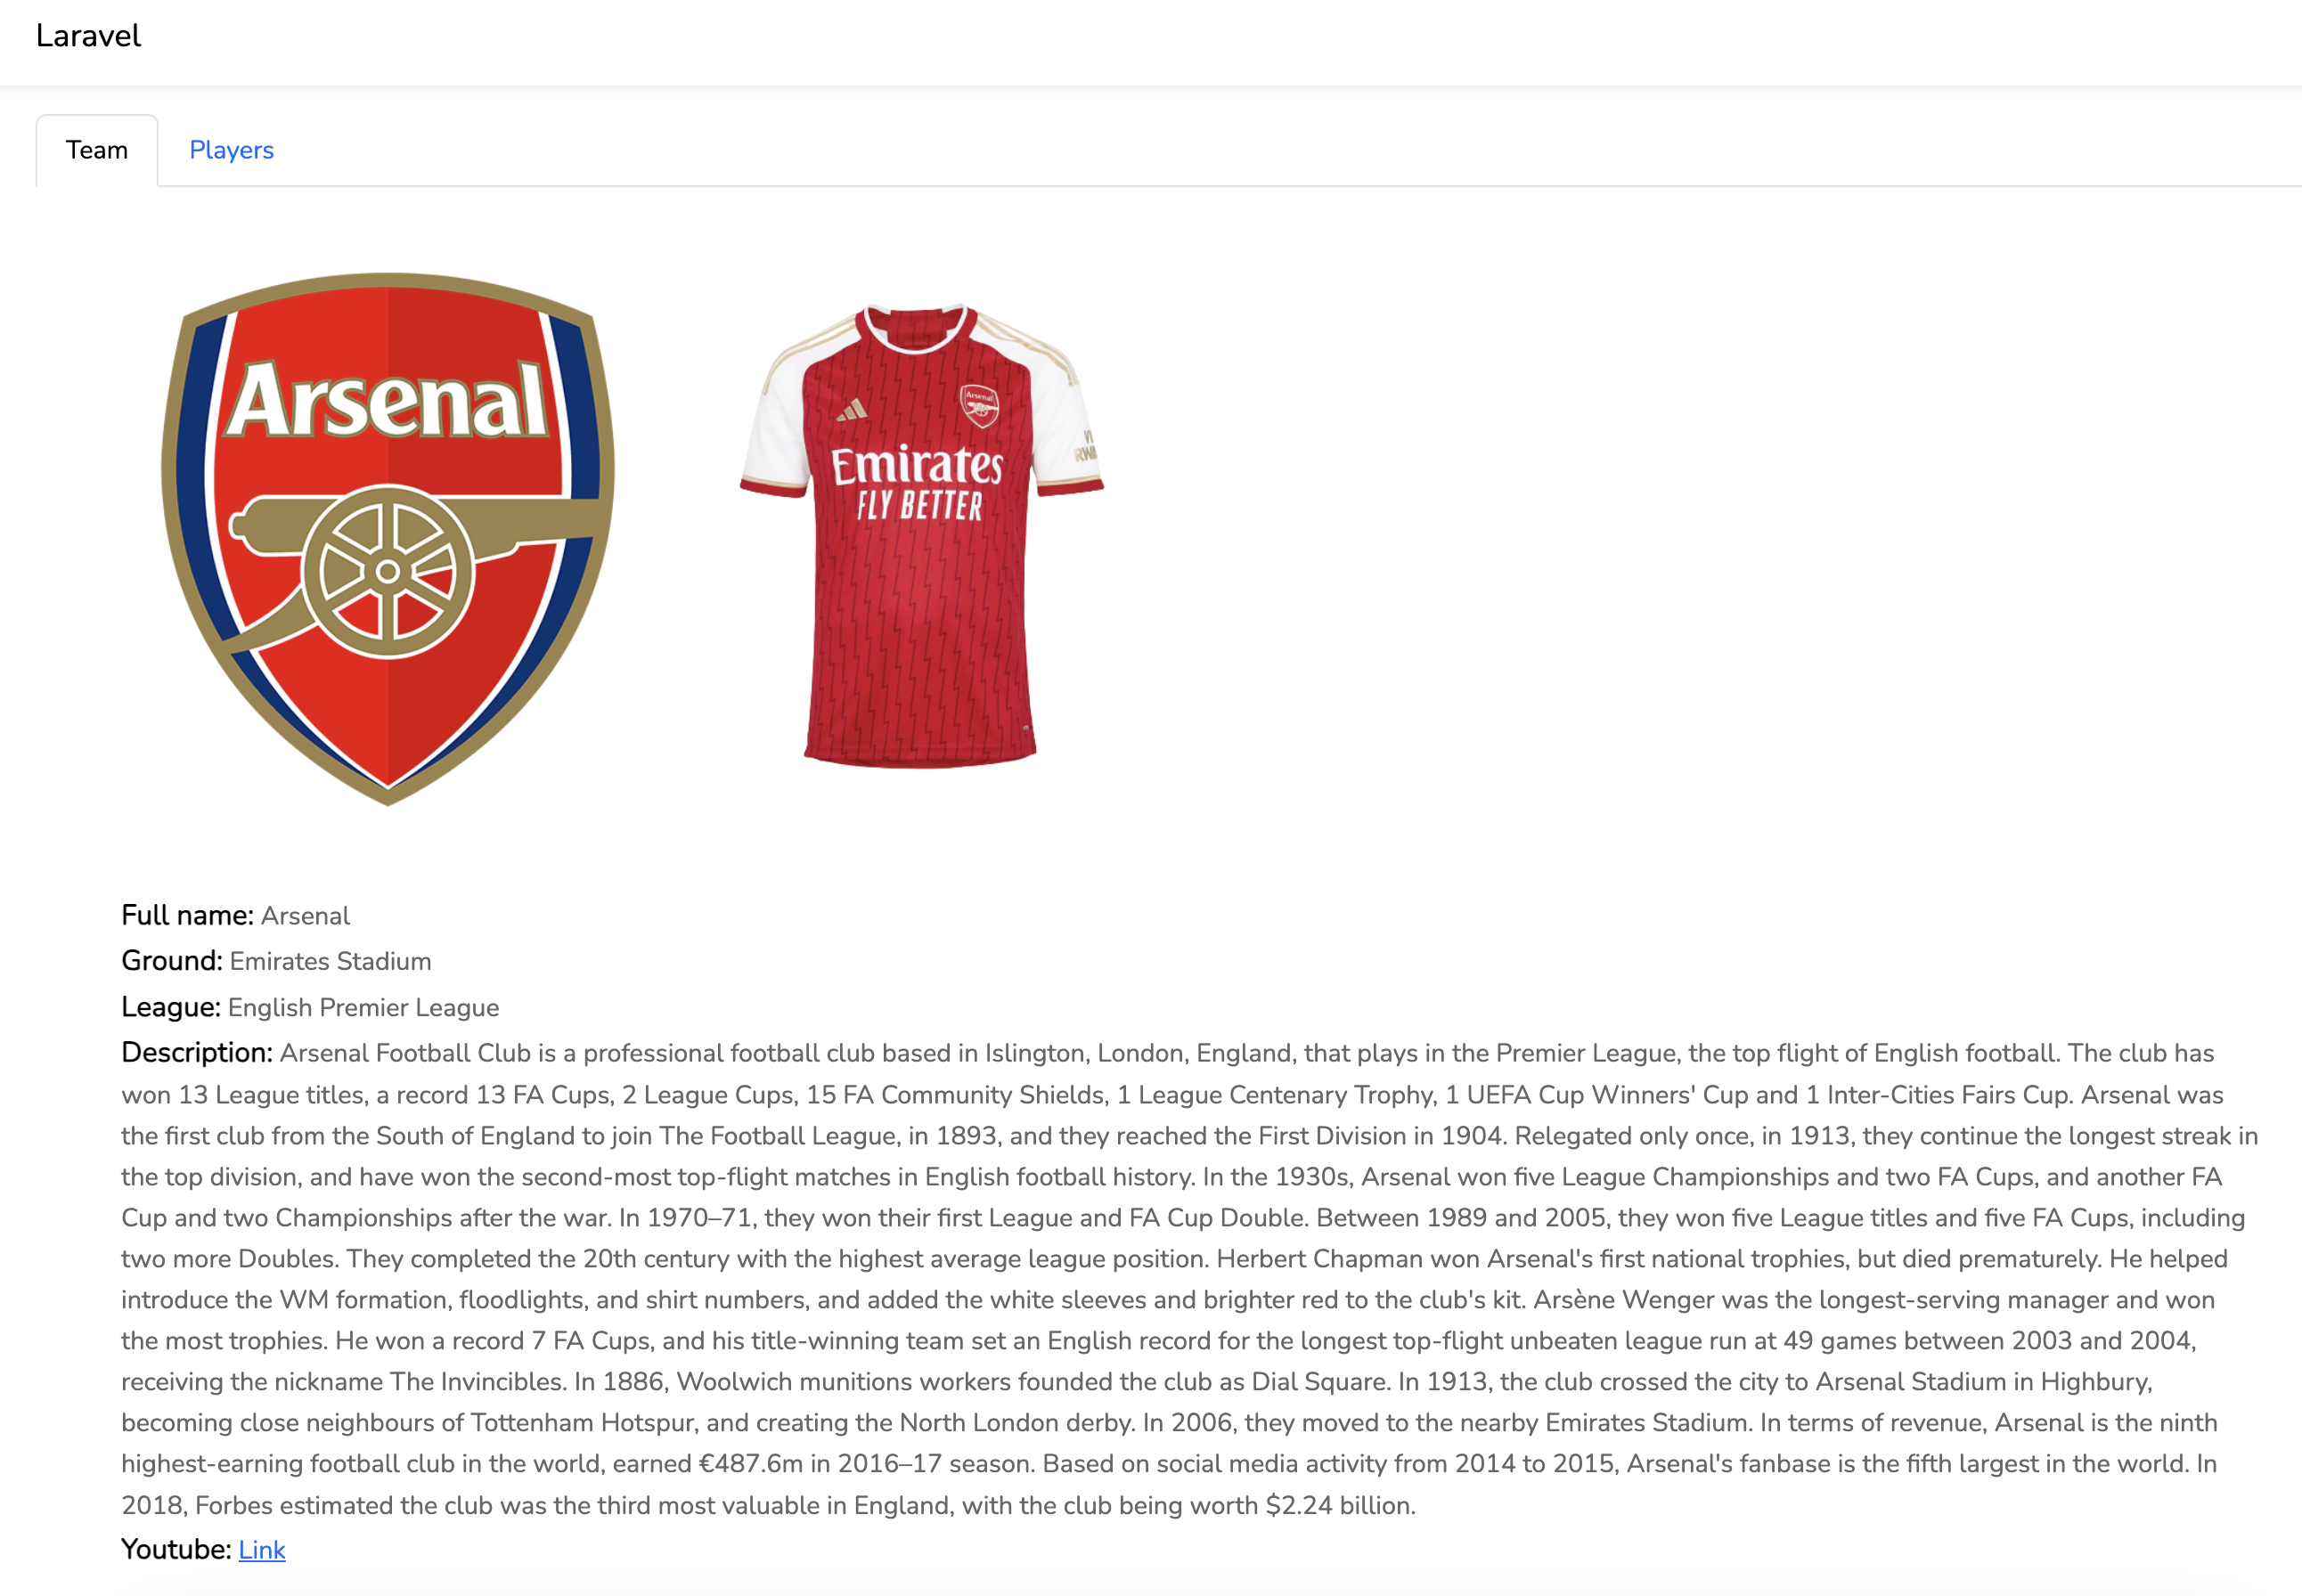 Laravel
Team
Players
Arsenal
Arsenal
Emirates
FLY BETTER
Full name: Arsenal
Ground: Emirates Stadium
League: English Premier League
Description: Arsenal Football Club is a professional football club based in Islington, London, England, that plays in the Premier League, the top flight of English football. The club has
won 13 League titles, a record 13 FA Cups, 2 League Cups, 15 FA Community Shields, 1 League Centenary Trophy, 1 UEFA Cup Winners' Cup and 1 Inter-Cities Fairs Cup. Arsenal was
the first club from the South of England to join The Football League, in 1893, and they reached the First Division in 1904. Relegated only once, in 1913, they continue the longest streak in
the top division, and have won the second-most top-flight matches in English football history. In the 1930s, Arsenal won five League Championships and two FA Cups, and another FA
Cup and two Championships after the war. In 1970–71, they won their first League and FA Cup Double. Between 1989 and 2005, they won five League titles and five FA Cups, including
two more Doubles. They completed the 20th century with the highest average league position. Herbert Chapman won Arsenal's first national trophies, but died prematurely. He helped
introduce the WM formation, floodlights, and shirt numbers, and added the white sleeves and brighter red to the club's kit. Arsène Wenger was the longest-serving manager and won
the most trophies. He won a record 7 FA Cups, and his title-winning team set an English record for the longest top-flight unbeaten league run at 49 games between 2003 and 2004,
receiving the nickname The Invincibles. In 1886, Woolwich munitions workers founded the club as Dial Square. In 1913, the club crossed the city to Arsenal Stadium in Highbury,
becoming close neighbours of Tottenham Hotspur, and creating the North London derby. In 2006, they moved to the nearby Emirates Stadium. In terms of revenue, Arsenal is the ninth
highest-earning football club in the world, earned €487.6m in 2016–17 season. Based on social media activity from 2014 to 2015, Arsenal's fanbase is the fifth largest in the world. In
2018, Forbes estimated the club was the third most valuable in England, with the club being worth $2.24 billion.
Youtube: Link